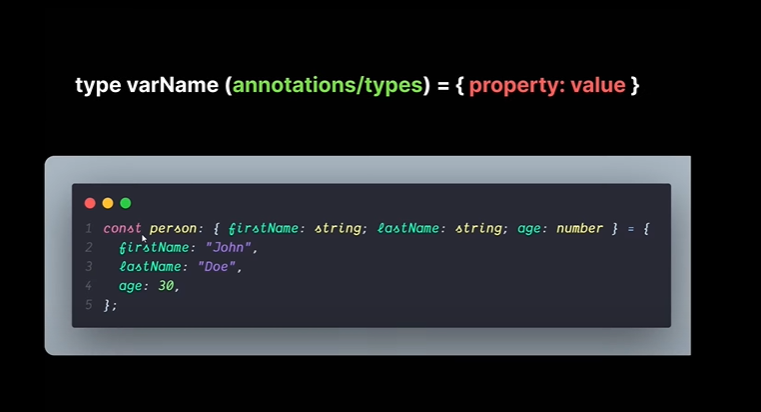 type varName (annotations/types) = { property: value }
1 const person: { firstName: string; lastName: string; age: number } = {
2 firstName: "John",
3 lastName: "Doe",
4 age: 30,
5 };